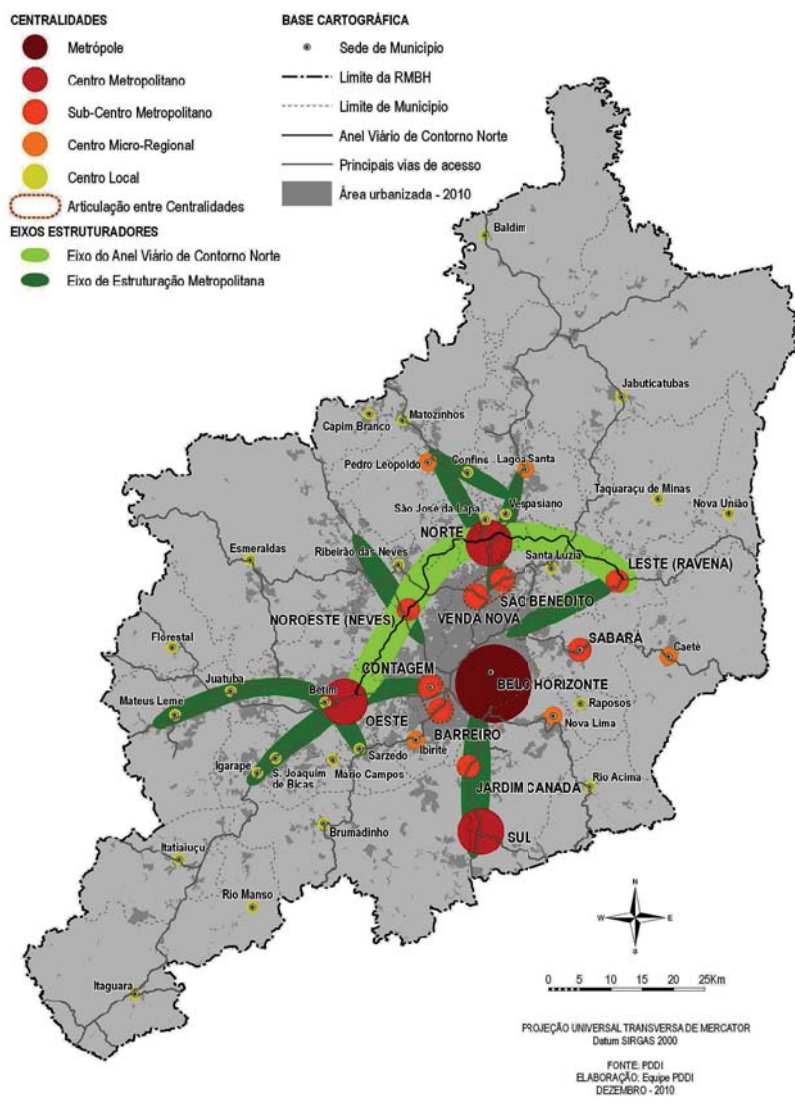 CENTRALIDADES
Metrópole
Centro Metropolitano
Sub-Centro Metropolitano
Centro Micro-Regional
Centro Local
Articulação entre Centralidades
EIXOS ESTRUTURADORES
Eixo do Anel Viário de Contorno Norte
Eixo de Estruturação Metropolitana
BASE CARTOGRÁFICA
Sede de Município
Limite da RMBH
Limite de Município
Anel Viário de Contorno Norte
Principais vias de acesso
Área urbanizada - 2010
Baldim
Jabuticatubas
Matozinhos
Capim Branco
Pedro Leopoldo
Confins
Lagoa Santa
Taquaraçu de Minas
Nova União
São José da Lapa
Vespasiano
NORTE
Esmeraldas
Ribeirão das Neves
Santa Luzia
LESTE (RAVENA)
SÃO BENEDITO
NOROESTE (NEVES)
VENDA NOVA
Florestal
SABARÁ
Caeté
CONTAGEM
Juatuba
BELO HORIZONTE
Mateus Leme
Betim
Raposos
OESTE
Nova Lima
BARREIRO
Ibirité
Sarzedo
Igarapé
S. Joaquim
de Bicas
Mário Campos
Rio Acima
JARDIM CANADÁ
Brumadinho
SUL
Itatiaiuçu
Rio Manso
Itaguara
N
W
E
S
0 5 10 15 20 25Km
PROJEÇÃO UNIVERSAL TRANSVERSA DE MERCATOR
Datum SIRGAS 2000
FONTE: PDDI
ELABORAÇÃO: Equipe PDDI
DEZEMBRO - 2010